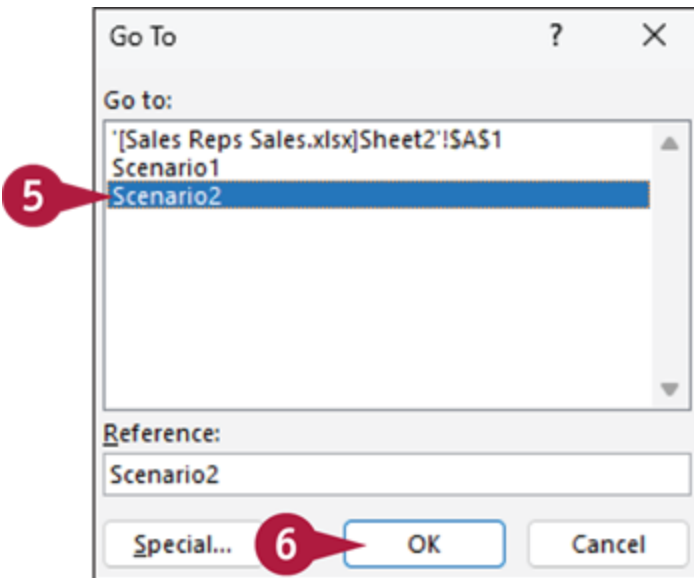 Go To ? ×
Go to:
'[Sales Reps Sales.xlsx]Sheet2'!$A$1
Scenario1
5 Scenario2
Reference:
Scenario2
Special... 6 OK Cancel